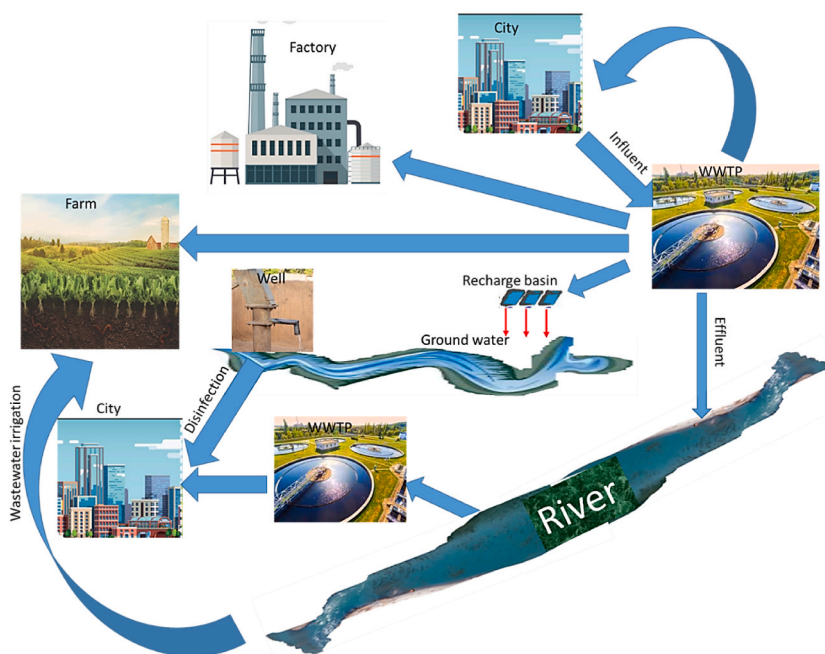 City
Factory
Influent
WWTP
Farm
Well
Recharge basin
Ground water
Effluent
Disinfection
City
WWTP
Wastewater irrigation
River